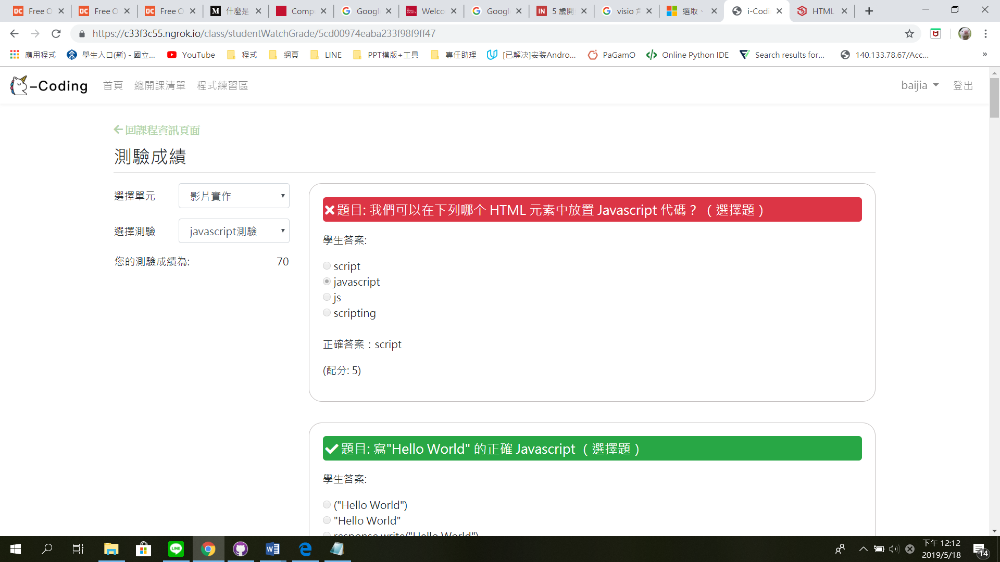 Free O
Free O
Free O
什麼是
Comp
Google
Welco
Google
5 歲開
visio
選取、
i-Codi
HTML
https://c33f3c55.ngrok.io/class/studentWatchGrade/5cd00974eaba233f98f9ff47
應用程式
學生入口(新) - 國立...
YouTube
程式
網頁
LINE
PPT模版+工具
專任助理
[已解决]安装Andro...
PaGamO
Online Python IDE
Search results for...
140.133.78.67/Acc...
»
-Coding
首頁
總開課清單
程式練習區
baijia
登出
回課程資訊頁面
測驗成績
選擇單元
影片實作
選擇測驗
javascript測驗
您的測驗成績為:
70
題目: 我們可以在下列哪个 HTML 元素中放置 Javascript 代碼？（選擇題）
學生答案:
script
javascript
js
scripting
正確答案：script
(配分: 5)
題目: 寫"Hello World" 的正確 Javascript （選擇題）
學生答案:
("Hello World")
"Hello World"
response.write("Hello World")
下午 12:12
2019/5/18
14